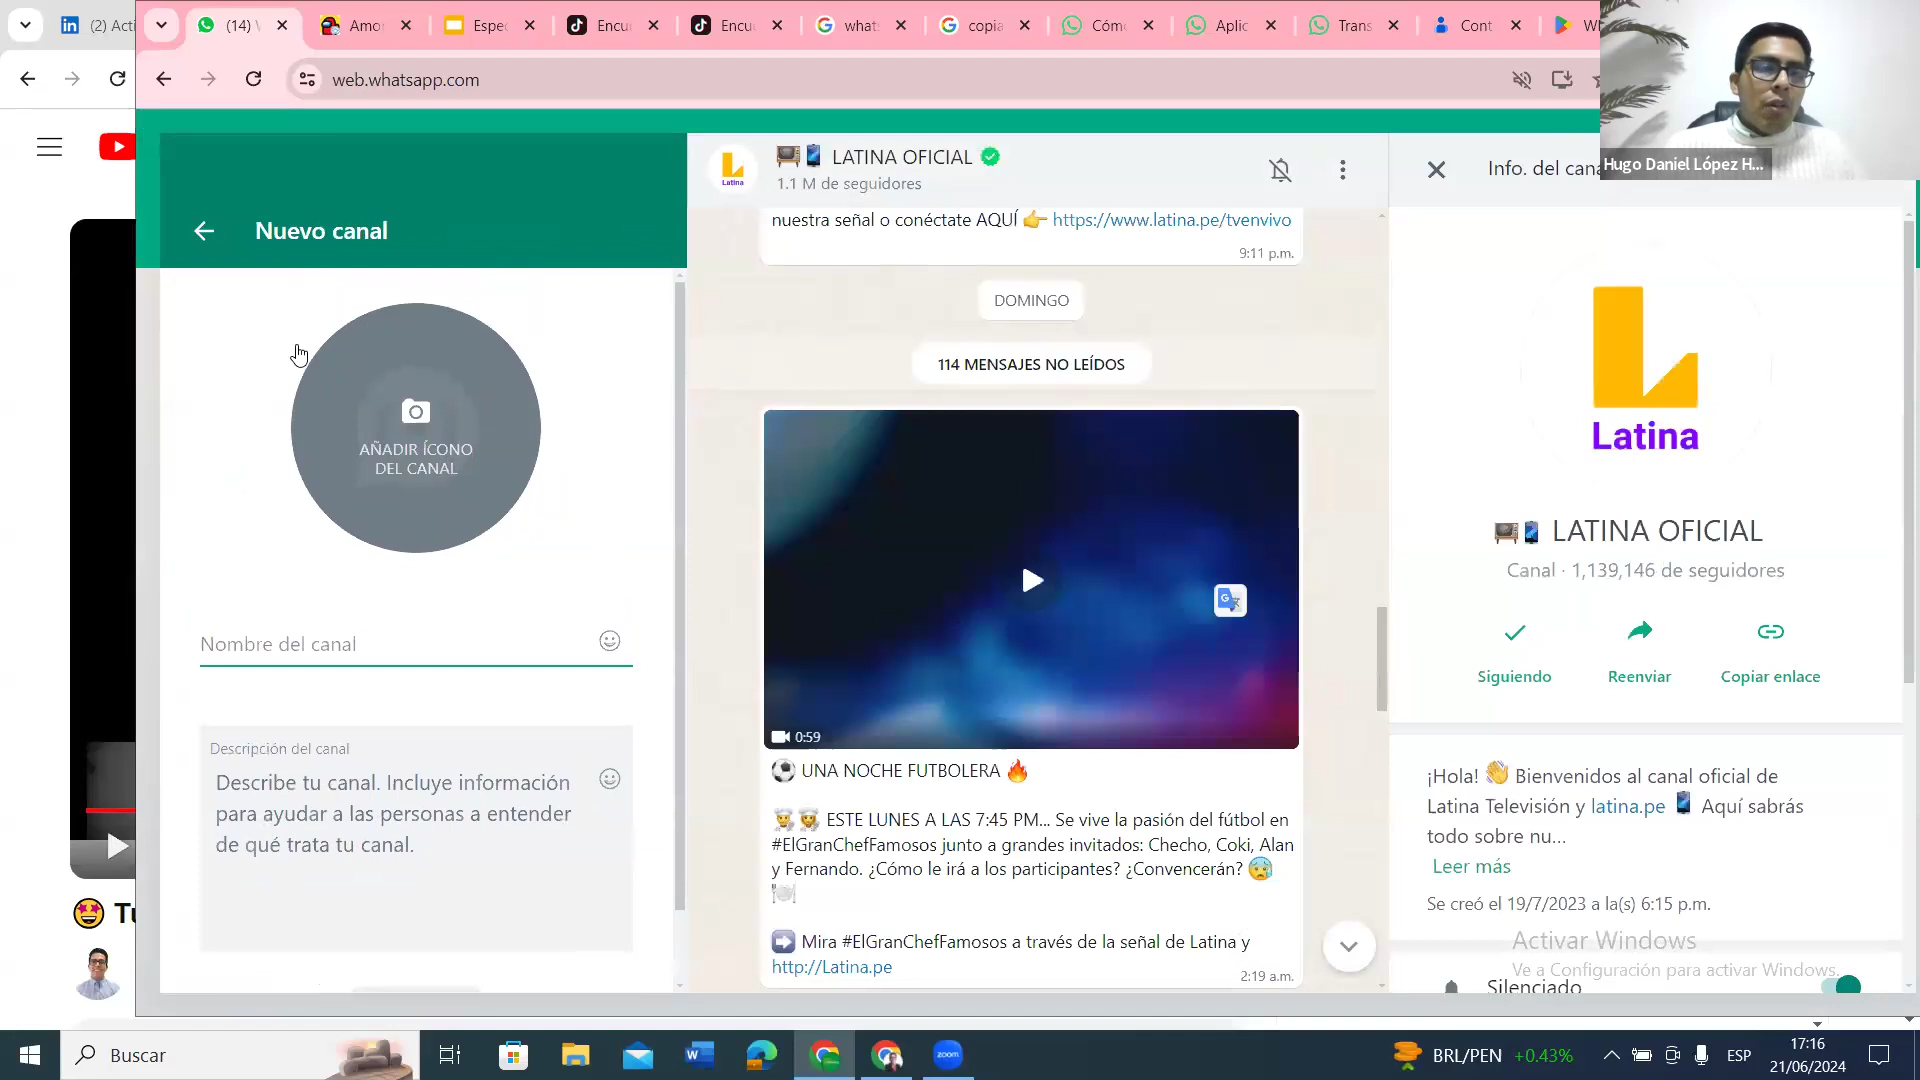 (2) Acti
(14) V
Amo
Espec
Encu
Encu
what
copia
Cóm
Aplic
Trans
Cont
Wh
web.whatsapp.com
Hugo Daniel López H...
Nuevo canal
AÑADIR ÍCONO
DEL CANAL
Nombre del canal
Descripción del canal
Describe tu canal. Incluye información
para ayudar a las personas a entender
de qué trata tu canal.
Latina
LATINA OFICIAL
1.1 M de seguidores
nuestra señal o conéctate AQUÍ 👉 https://www.latina.pe/tvenvivo
9:11 p.m.
DOMINGO
114 MENSAJES NO LEÍDOS
0:59
⚽ UNA NOCHE FUTBOLERA 🔥
ESTE LUNES A LAS 7:45 PM... Se vive la pasión del fútbol en
#ElGranChefFamosos junto a grandes invitados: Checho, Coki, Alan
y Fernando. ¿Cómo le irá a los participantes? ¿Convencerán? 😰
🍽️
➡️ Mira #ElGranChefFamosos a través de la señal de Latina y
http://Latina.pe
2:19 a.m.
Info. del cana
Latina
LATINA OFICIAL
Canal · 1,139,146 de seguidores
Siguiendo
Reenviar
Copiar enlace
¡Hola! 👋 Bienvenidos al canal oficial de
Latina Televisión y latina.pe 📱 Aquí sabrás
todo sobre nu...
Leer más
Se creó el 19/7/2023 a la(s) 6:15 p.m.
Activar Windows
Ve a Configuración para activar Windows.
Silenciado
🤩 Tu
Buscar
zoom
BRL/PEN +0.43%
ESP
17:16
21/06/2024